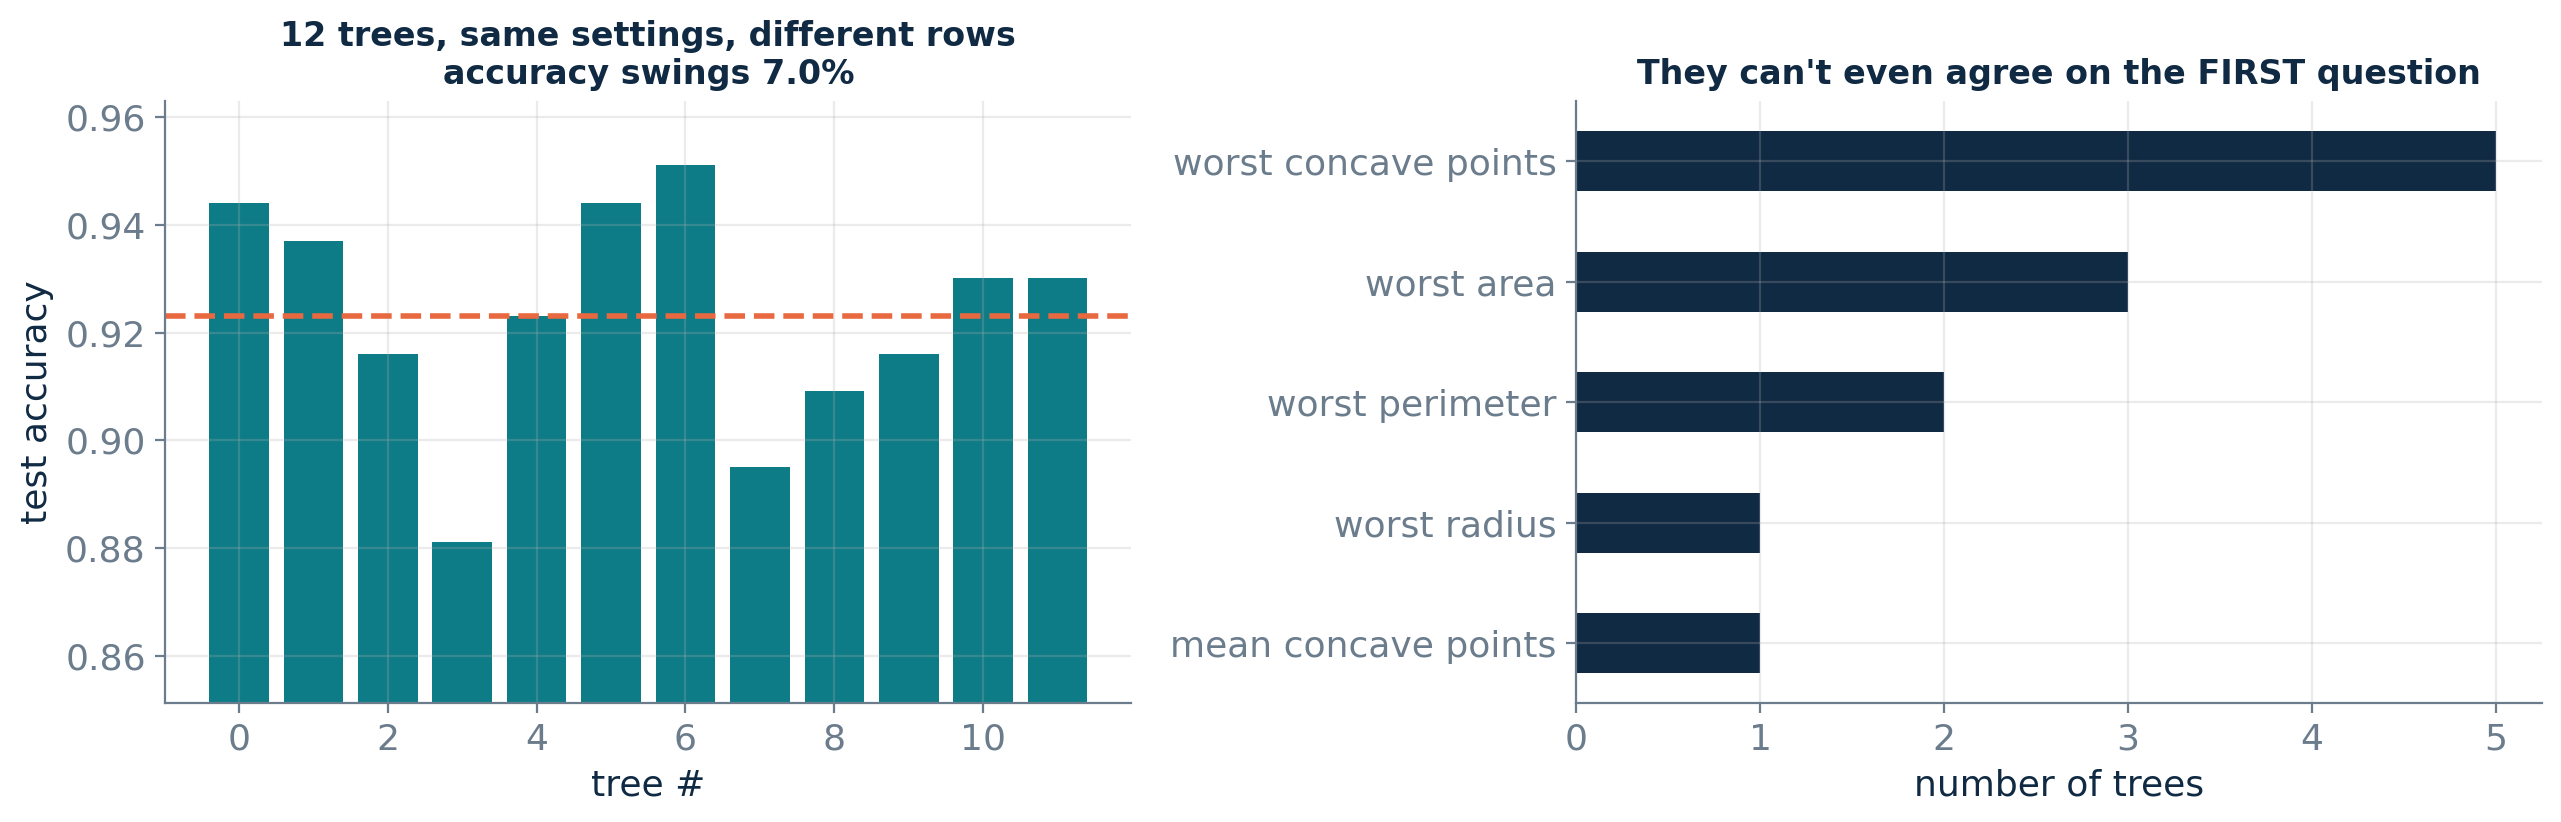 12 trees, same settings, different rows
accuracy swings 7.0%
test accuracy
0.96
0.94
0.92
0.90
0.88
0.86
0 2 4 6 8 10
tree #
They can't even agree on the FIRST question
worst concave points
worst area
worst perimeter
worst radius
mean concave points
0 1 2 3 4 5
number of trees